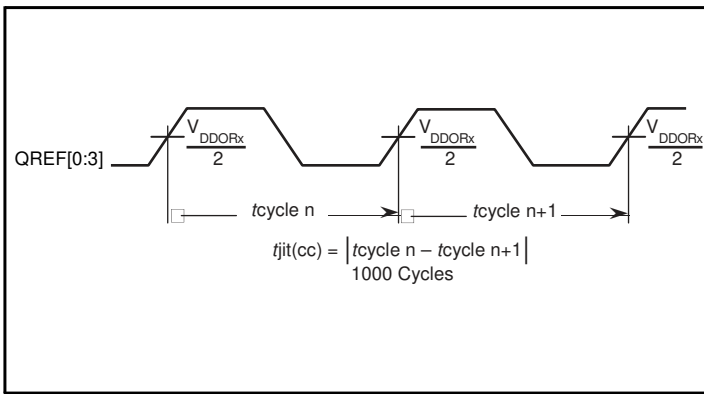 V
DDORx
2
V
DDORx
2
V
DDORx
2
QREF[0:3]
tcycle n
tcycle n+1
tjit(cc) = |tcycle n – tcycle n+1|
1000 Cycles